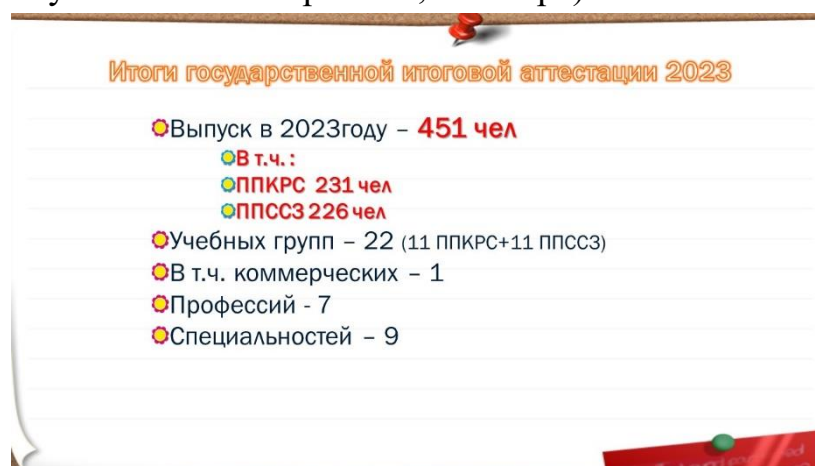 Итоги государственной итоговой аттестации 2023
Выпуск в 2023году – 451 чел
В т.ч. :
ППКРС 231 чел
ППССЗ 226 чел
Учебных групп – 22 (11 ППКРС+11 ППССЗ)
В т.ч. коммерческих – 1
Профессий - 7
Специальностей – 9